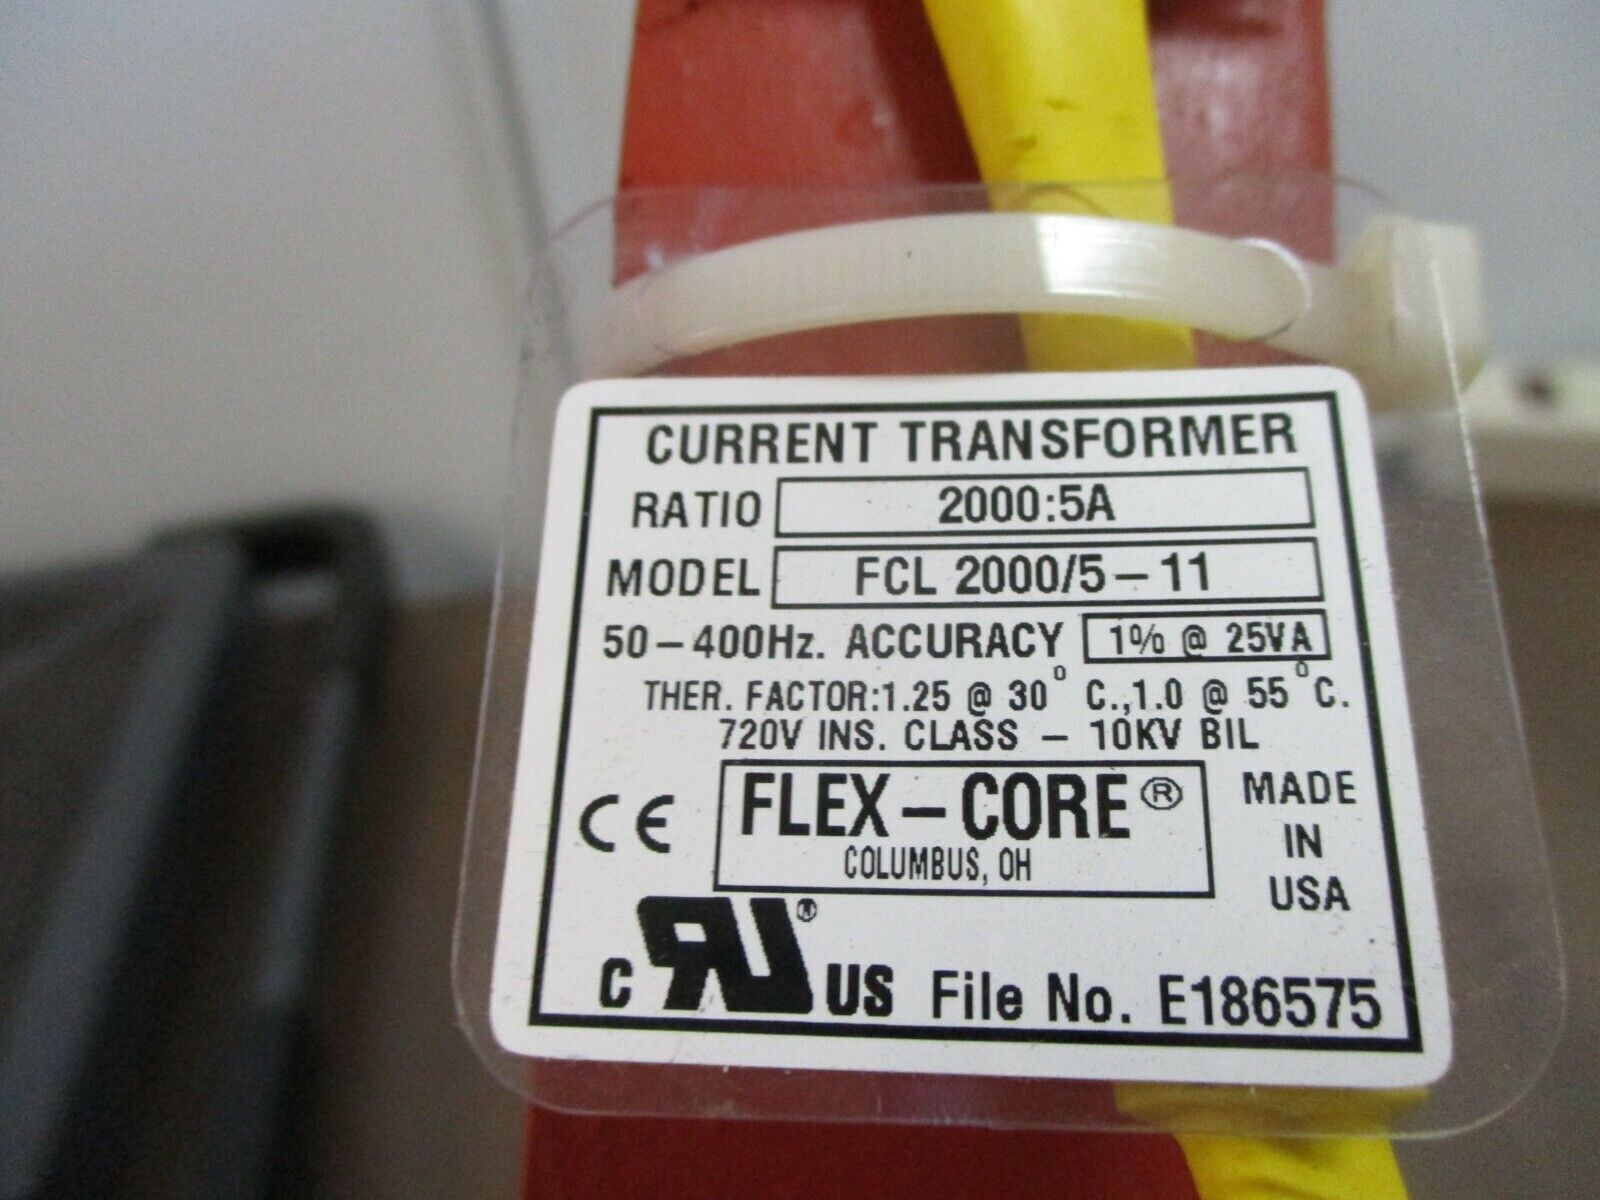 CURRENT TRANSFORMER
RATIO 2000:5A
MODEL FCL 2000/5-11
50-400Hz. ACCURACY 1% @ 25VA
THER. FACTOR:1.25 @ 30° C.,1.0 @ 55°C.
720V INS. CLASS - 10KV BIL
CE FLEX-CORE® MADE
COLUMBUS, OH IN
USA
C RU ® US File No. E186575